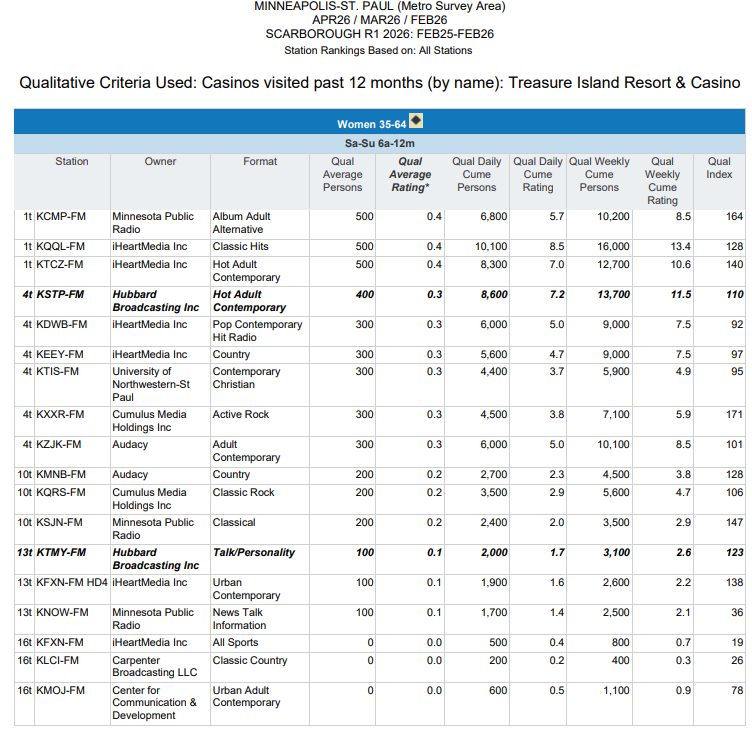 MINNEAPOLIS-ST. PAUL (Metro Survey Area)
APR26 / MAR26 / FEB26
SCARBOROUGH R1 2026: FEB25-FEB26
Station Rankings Based on: All Stations
Qualitative Criteria Used: Casinos visited past 12 months (by name): Treasure Island Resort & Casino
Women 35-64
Sa-Su 6a-12m
Station Owner Format Qual Average Persons Qual Average Rating* Qual Daily Cume Persons Qual Daily Cume Rating Qual Weekly Cume Persons Qual Weekly Cume Rating Qual Index
1t KCMP-FM Minnesota Public Radio Album Adult Alternative 500 0.4 6,800 5.7 10,200 8.5 164
1t KQQL-FM iHeartMedia Inc Classic Hits 500 0.4 10,100 8.5 16,000 13.4 128
1t KTCZ-FM iHeartMedia Inc Hot Adult Contemporary 500 0.4 8,300 7.0 12,700 10.6 140
4t KSTP-FM Hubbard Broadcasting Inc Hot Adult Contemporary 400 0.3 8,600 7.2 13,700 11.5 110
4t KDWB-FM iHeartMedia Inc Pop Contemporary Hit Radio 300 0.3 6,000 5.0 9,000 7.5 92
4t KEEY-FM iHeartMedia Inc Country 300 0.3 5,600 4.7 9,000 7.5 97
4t KTIS-FM University of Northwestern-St Paul Contemporary Christian 300 0.3 4,400 3.7 5,900 4.9 95
4t KXXR-FM Cumulus Media Holdings Inc Active Rock 300 0.3 4,500 3.8 7,100 5.9 171
4t KZJK-FM Audacy Adult Contemporary 300 0.3 6,000 5.0 10,100 8.5 101
10t KMNB-FM Audacy Country 200 0.2 2,700 2.3 4,500 3.8 128
10t KQRS-FM Cumulus Media Holdings Inc Classic Rock 200 0.2 3,500 2.9 5,600 4.7 106
10t KSJN-FM Minnesota Public Radio Classical 200 0.2 2,400 2.0 3,500 2.9 147
13t KTMY-FM Hubbard Broadcasting Inc Talk/Personality 100 0.1 2,000 1.7 3,100 2.6 123
13t KFXN-FM HD4 iHeartMedia Inc Urban Contemporary 100 0.1 1,900 1.6 2,600 2.2 138
13t KNOW-FM Minnesota Public Radio News Talk Information 100 0.1 1,700 1.4 2,500 2.1 36
16t KFXN-FM iHeartMedia Inc All Sports 0 0.0 500 0.4 800 0.7 19
16t KLCI-FM Carpenter Broadcasting LLC Classic Country 0 0.0 200 0.2 400 0.3 26
16t KMOJ-FM Center for Communication & Development Urban Adult Contemporary 0 0.0 600 0.5 1,100 0.9 78